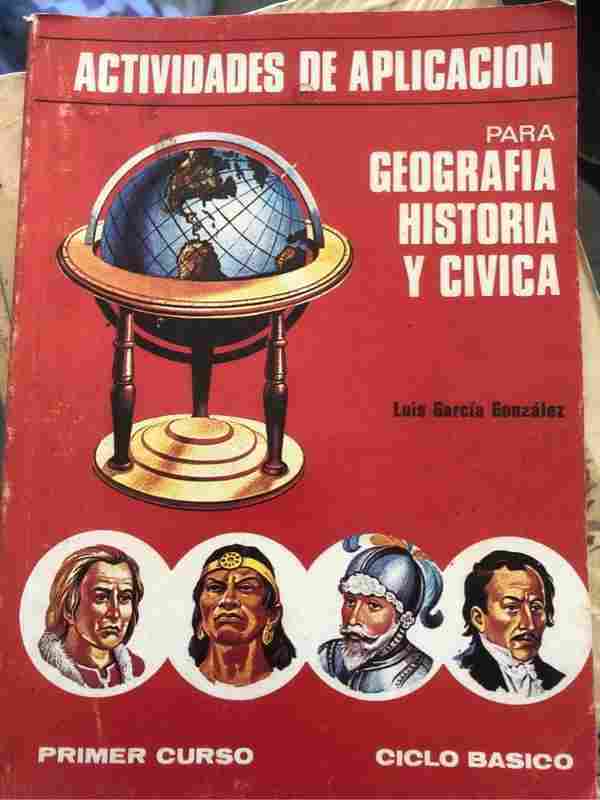 ACTIVIDADES DE APLICACION
PARA
GEOGRAFIA
HISTORIA
Y CIVICA
Luis García González
PRIMER CURSO
CICLO BASICO